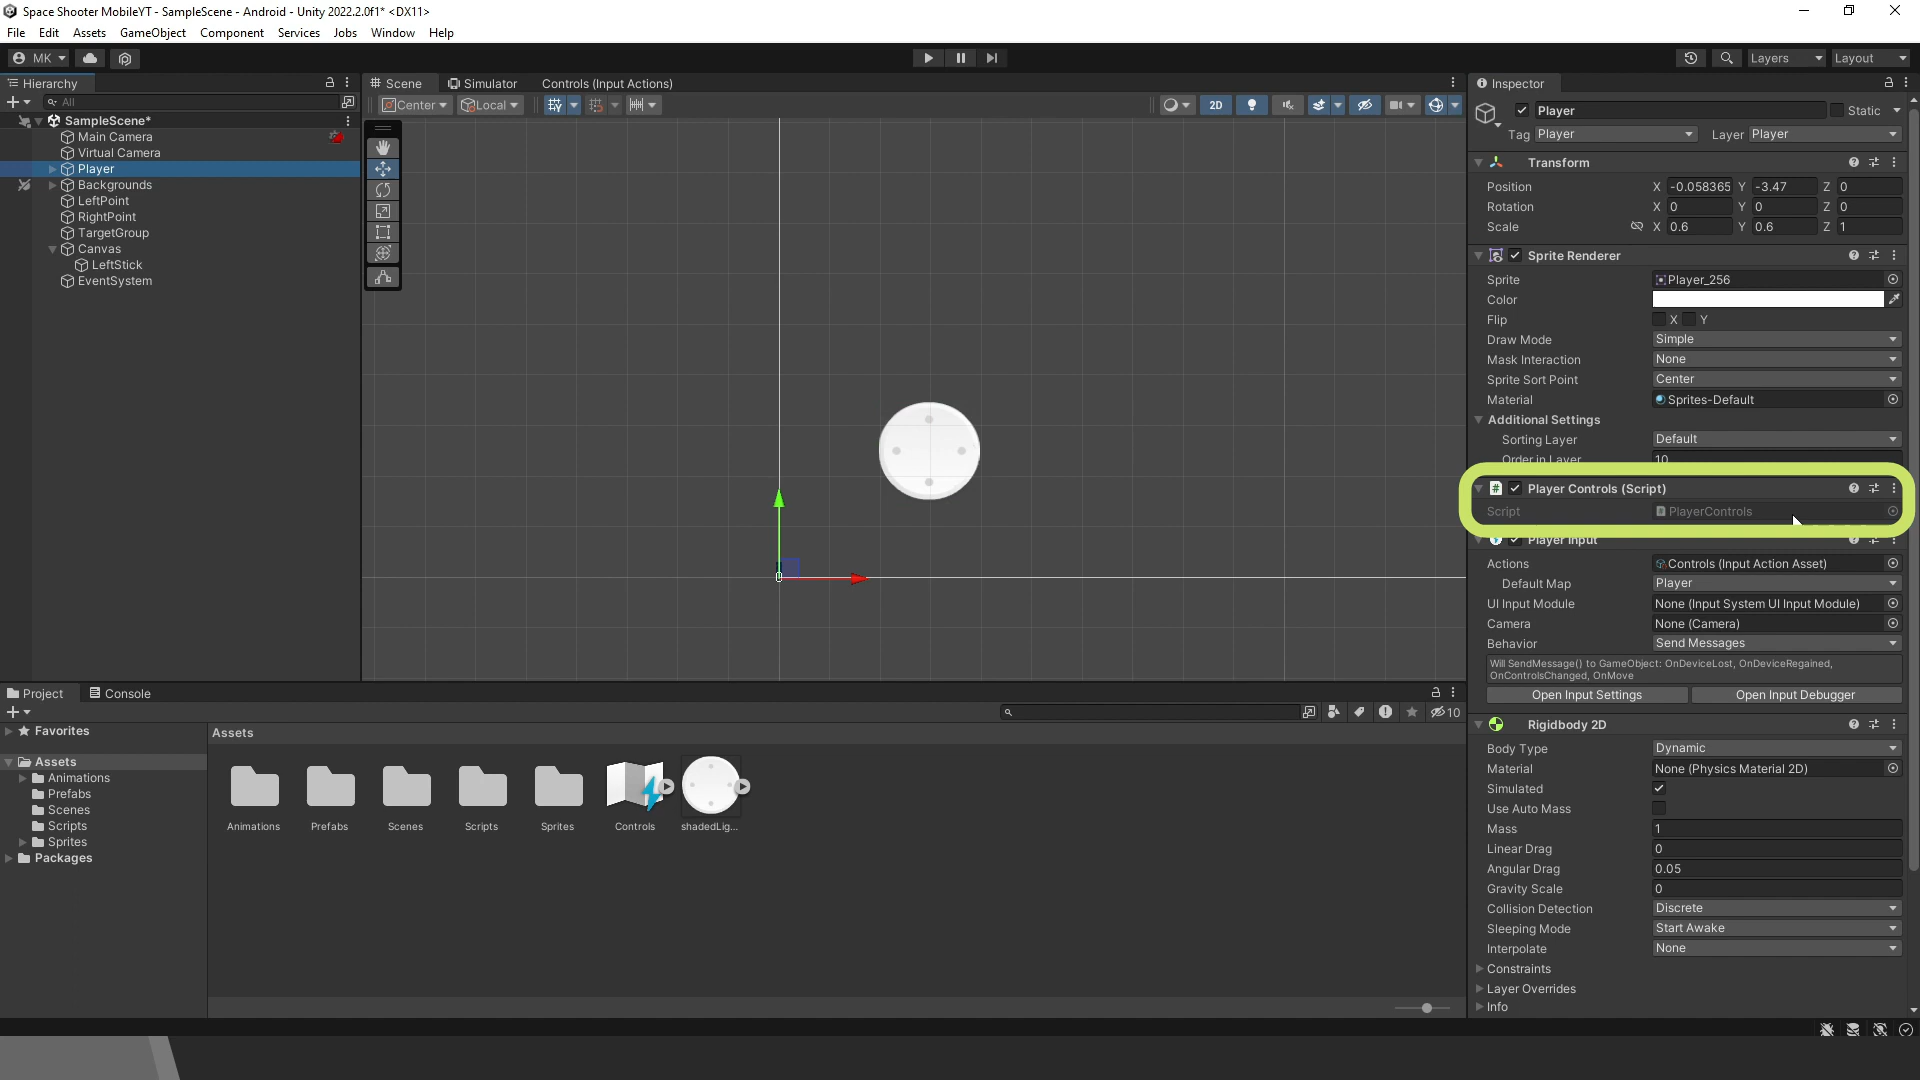 Space Shooter MobileYT - SampleScene - Android - Unity 2022.2.0f1* <DX11>
File Edit Assets GameObject Component Services Jobs Window Help
MK
Layers
Layout
Hierarchy
All
SampleScene*
Main Camera
Virtual Camera
Player
Backgrounds
LeftPoint
RightPoint
TargetGroup
Canvas
LeftStick
EventSystem
Scene
Simulator
Controls (Input Actions)
Center
Local
2D
Inspector
Player
Static
Tag Player
Layer Player
Transform
Position X -0.058365 Y -3.47 Z 0
Rotation X 0 Y 0 Z 0
Scale X 0.6 Y 0.6 Z 1
Sprite Renderer
Sprite Player_256
Color
Flip X Y
Draw Mode Simple
Mask Interaction None
Sprite Sort Point Center
Material Sprites-Default
Additional Settings
Sorting Layer Default
Order in Layer 10
Player Controls (Script)
Script PlayerControls
Player Input
Actions Controls (Input Action Asset)
Default Map Player
UI Input Module None (Input System UI Input Module)
Camera None (Camera)
Behavior Send Messages
Will SendMessage() to GameObject: OnDeviceLost, OnDeviceRegained,
OnControlsChanged, OnMove
Open Input Settings
Open Input Debugger
Rigidbody 2D
Body Type Dynamic
Material None (Physics Material 2D)
Simulated
Use Auto Mass
Mass 1
Linear Drag 0
Angular Drag 0.05
Gravity Scale 0
Collision Detection Discrete
Sleeping Mode Start Awake
Interpolate None
Constraints
Layer Overrides
Info
Project
Console
10
Favorites
Assets
Animations
Prefabs
Scenes
Scripts
Sprites
Packages
Assets
Animations
Prefabs
Scenes
Scripts
Sprites
Controls
shadedLig...